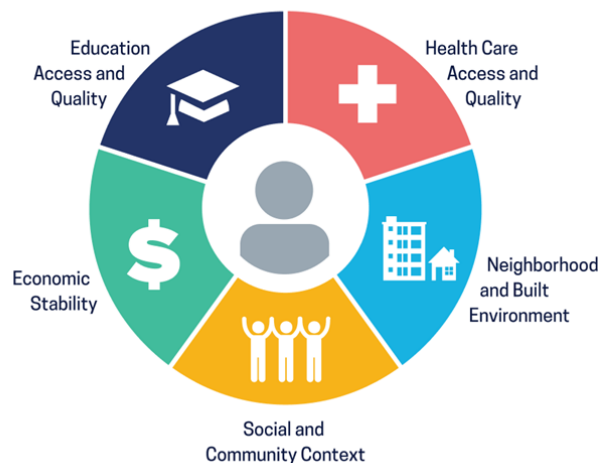 Education
Access and
Quality
Health Care
Access and
Quality
$
Economic
Stability
Neighborhood
and Built
Environment
Social and
Community Context